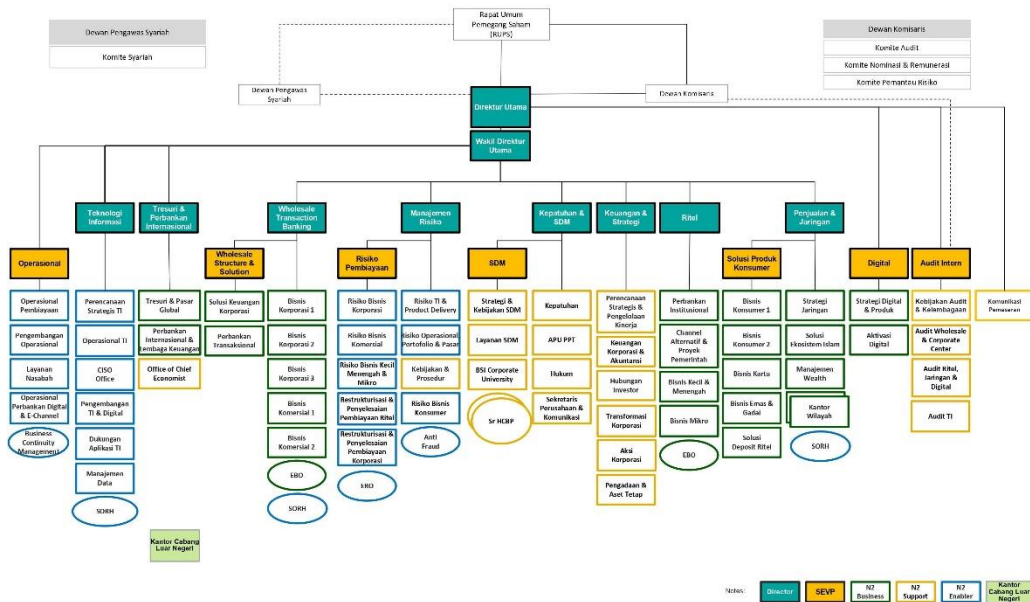 Rapat Umum
Pemegang Saham
(RUPS)
Dewan Pengawas Syariah
Komite Syariah
Dewan Komisaris
Komite Audit
Komite Nominasi & Remunerasi
Komite Pemantau Risiko
Dewan Pengawas
Syariah
Dewan Komisaris
Direktur Utama
Wakil Direktur
Utama
Teknologi
Informasi
Tresuri &
Perbankan
Internasional
Wholesale
Transaction
Banking
Manajemen
Risiko
Kepatuhan &
SDM
Keuangan &
Strategi
Ritel
Penjualan &
Jaringan
Operasional
Wholesale
Structure &
Solution
Risiko
Pembiayaan
SDM
Solusi Produk
Konsumen
Digital
Audit Intern
Operasional
Pembiayaan
Pengembangan
Operasional
Layanan
Nasabah
Operasional
Perbankan Digital
& E-Channel
Business
Continuity
Management
Perencanaan
Strategis TI
Operasional TI
CISO
Office
Pengembangan
TI & Digital
Dukungan
Aplikasi TI
Manajemen
Data
SORH
Tresuri & Pasar
Global
Perbankan
Internasional &
Lembaga Keuangan
Office of Chief
Economist
Kantor Cabang
Luar Negeri
Solusi Keuangan
Korporasi
Perbankan
Transaksional
Bisnis
Korporasi 1
Bisnis
Korporasi 2
Bisnis
Korporasi 3
Bisnis
Komersial 1
Bisnis
Komersial 2
EBO
SORH
Risiko Bisnis
Korporasi
Risiko Bisnis
Komersial
Risiko Bisnis Kecil
Menengah &
Mikro
Restrukturisasi &
Penyelesaian
Pembiayaan Ritel
Restrukturisasi &
Penyelesaian
Pembiayaan
Korporasi
ERO
Risiko TI &
Product Delivery
Risiko Operasional,
Portofolio & Pasar
Kebijakan &
Prosedur
Risiko Bisnis
Konsumer
Anti
Fraud
Strategi &
Kebijakan SDM
Layanan SDM
BSI Corporate
University
Sr HCBP
Kepatuhan
APU PPT
Hukum
Sekretaris
Perusahaan &
Komunikasi
Perencanaan
Strategis &
Pengelolaan
Kinerja
Keuangan
Korporasi &
Akuntansi
Hubungan
Investor
Transformasi
Korporasi
Aksi
Korporasi
Pengadaan &
Aset Tetap
Perbankan
Institusional
Channel
Alternatif &
Proyek
Pemerintah
Bisnis Kecil &
Menengah
Bisnis Mikro
EBO
Bisnis
Konsumer 1
Bisnis
Konsumer 2
Bisnis Kartu
Bisnis Emas &
Gadai
Solusi
Deposit Ritel
Strategi
Jaringan
Solusi
Ekosistem Islam
Manajemen
Wealth
Kantor
Wilayah
SORH
Strategi Digital
& Produk
Aktivasi
Digital
Kebijakan Audit
& Kelembagaan
Audit Wholesale
& Corporate
Center
Audit Ritel,
Jaringan &
Digital
Audit TI
Komunikasi
Pemasaran
Notes:
Director
SEVP
N2
Business
N2
Support
N2
Enabler
Kantor
Cabang Luar
Negeri